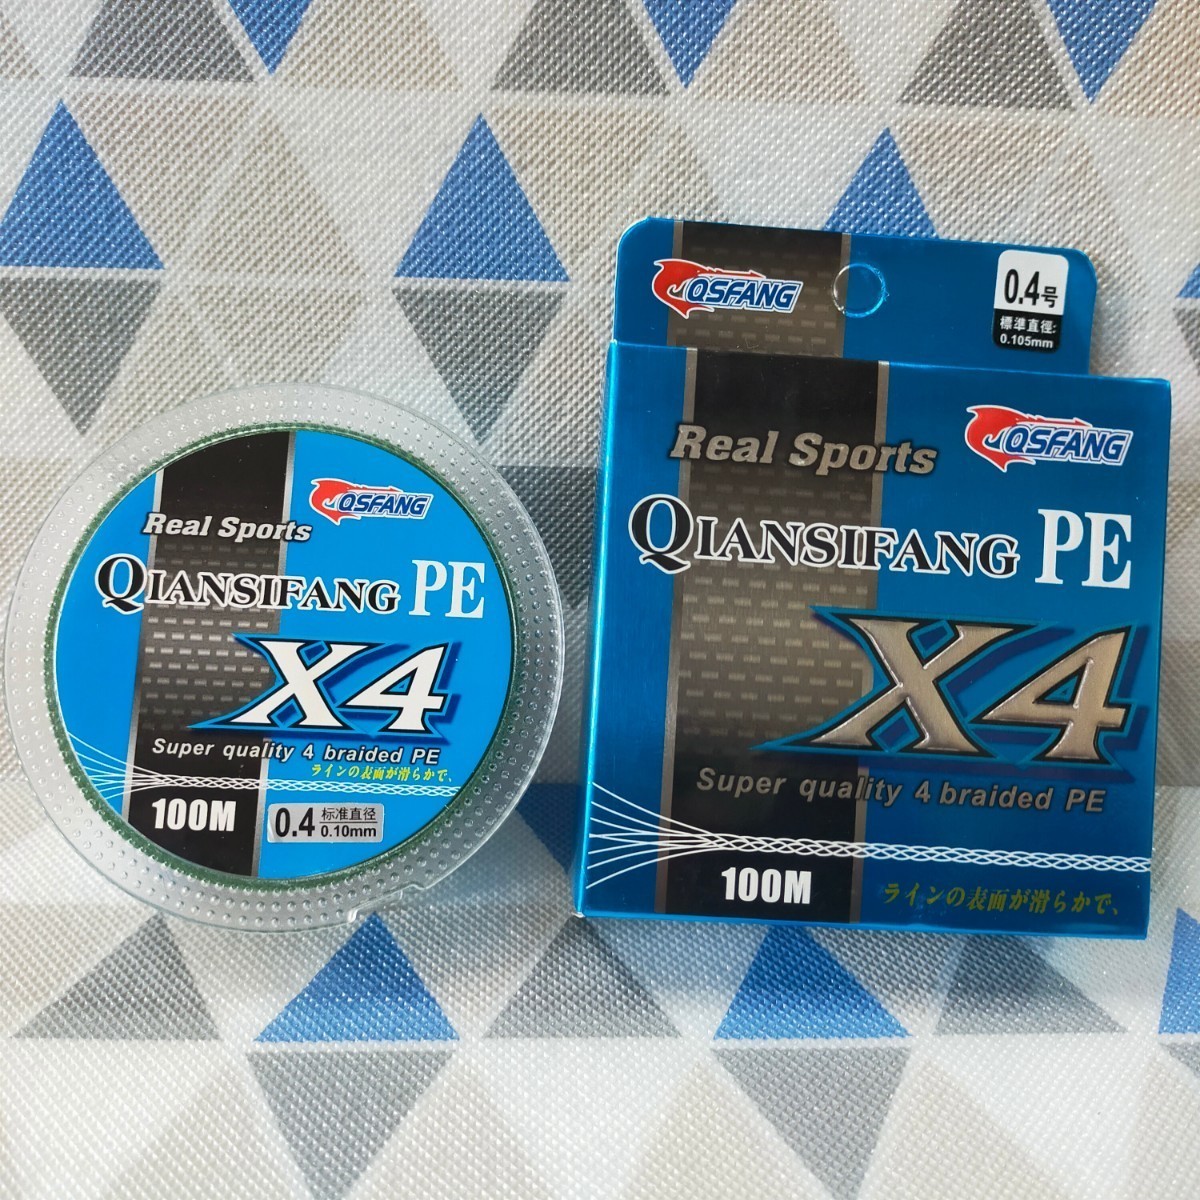 QSFANG
Real Sports
QIANSIFANG PE
X4
Super quality 4 braided PE
ラインの表面が滑らかで、
100M
0.4 标准直径
0.10mm
QSFANG
0.4号
標準直徑:
0.105mm
QSFANG
Real Sports
QIANSIFANG PE
X4
Super quality 4 braided PE
100M
ラインの表面が滑らかで、